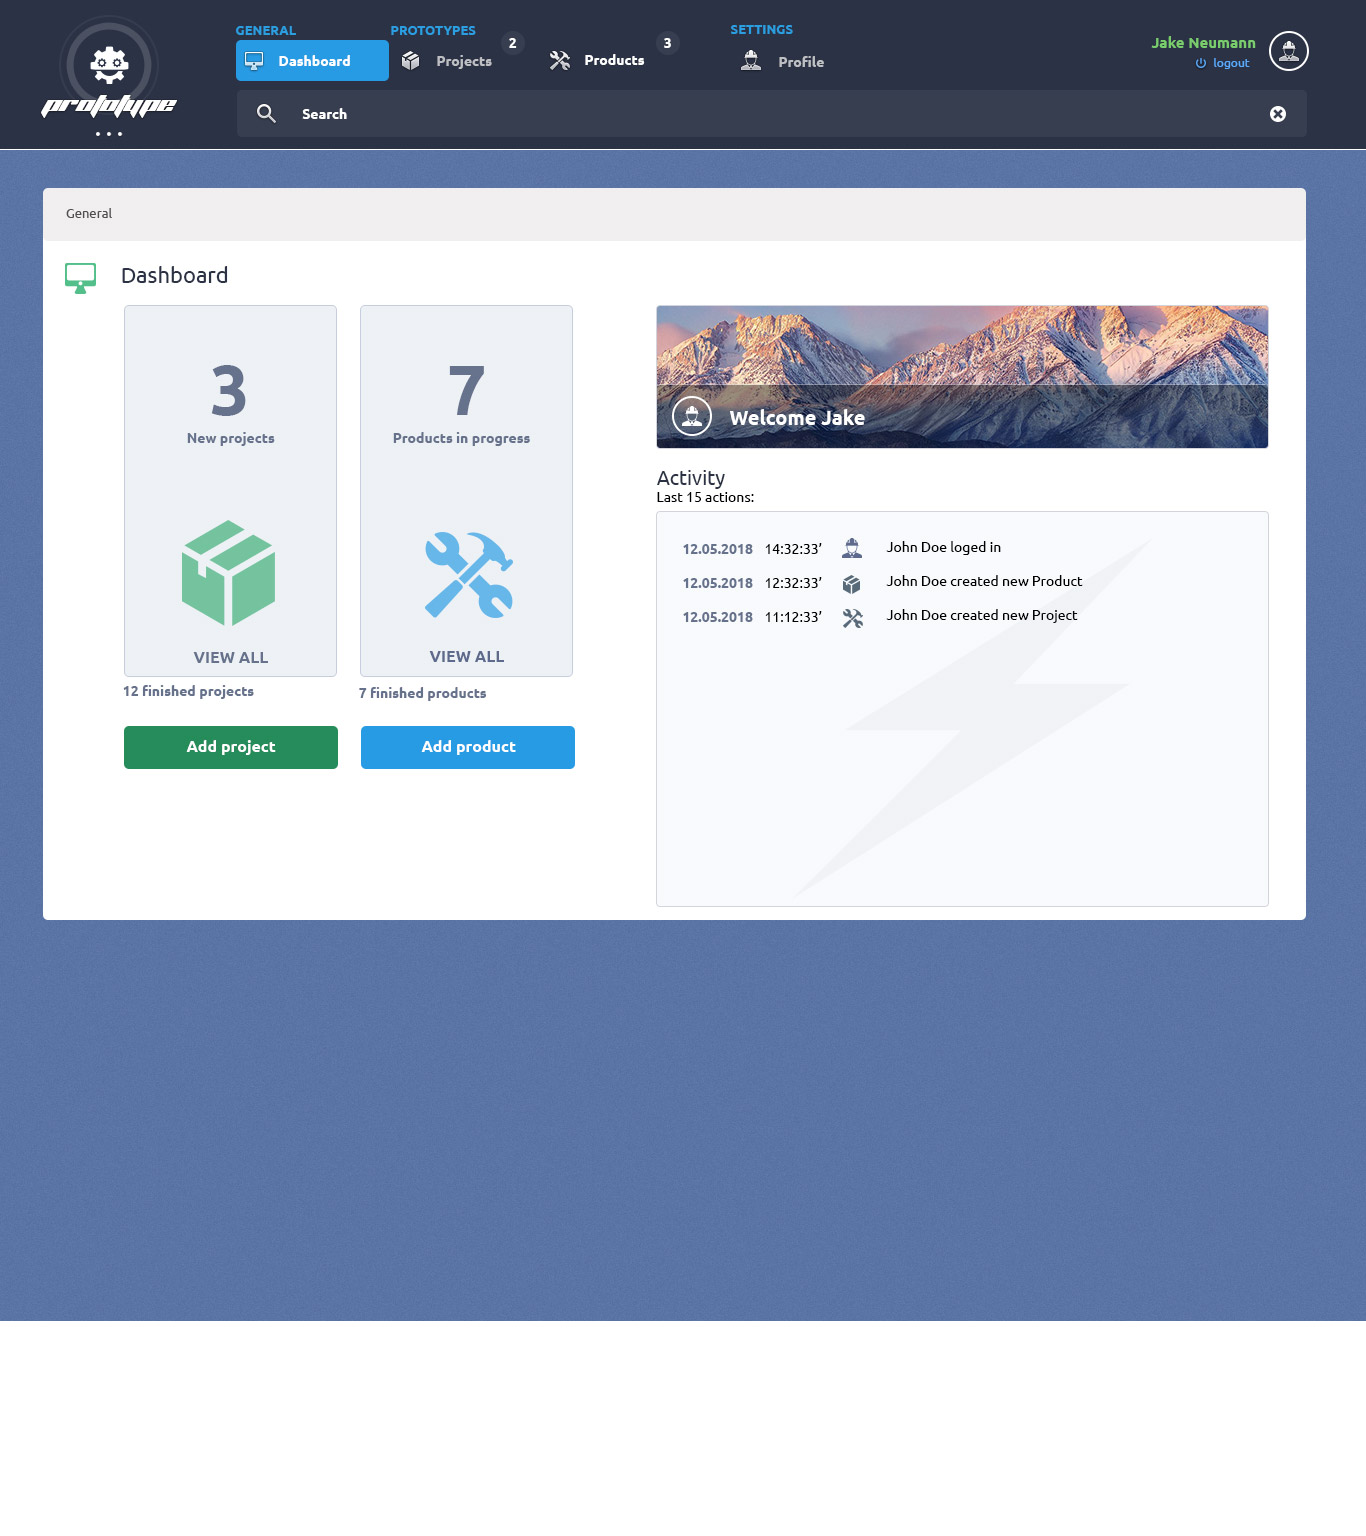 prototype
GENERAL
Dashboard
PROTOTYPES
Projects
2
Products
3
SETTINGS
Profile
Jake Neumann
logout
Search
General
Dashboard
3
New projects
VIEW ALL
12 finished projects
Add project
7
Products in progress
VIEW ALL
7 finished products
Add product
Welcome Jake
Activity
Last 15 actions:
12.05.2018 14:32:33’ John Doe loged in
12.05.2018 12:32:33’ John Doe created new Product
12.05.2018 11:12:33’ John Doe created new Project